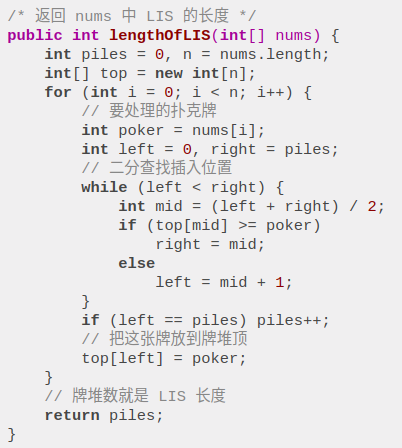 /* 返回 nums 中 LIS 的长度 */
public int lengthOfLIS(int[] nums) {
    int piles = 0, n = nums.length;
    int[] top = new int[n];
    for (int i = 0; i < n; i++) {
        // 要处理的扑克牌
        int poker = nums[i];
        int left = 0, right = piles;
        // 二分查找插入位置
        while (left < right) {
            int mid = (left + right) / 2;
            if (top[mid] >= poker)
                right = mid;
            else
                left = mid + 1;
        }
        if (left == piles) piles++;
        // 把这张牌放到牌堆顶
        top[left] = poker;
    }
    // 牌堆数就是 LIS 长度
    return piles;
}